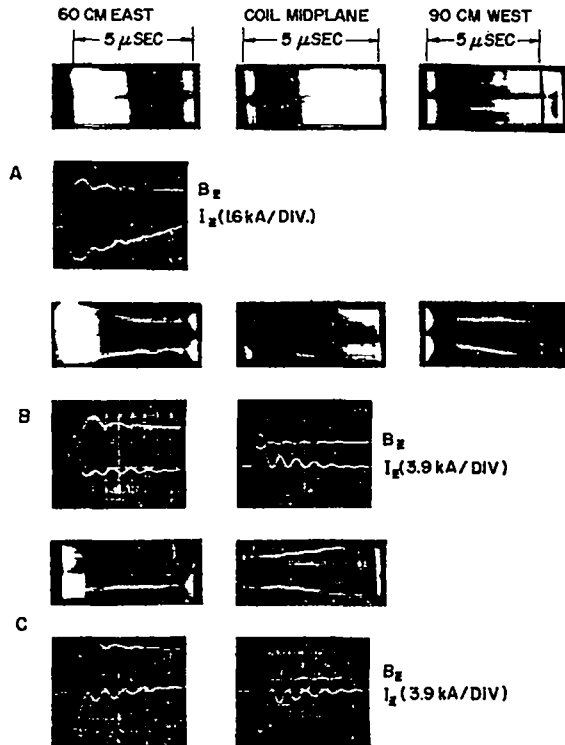 60 CM EAST
COIL MIDPLANE
90 CM WEST
5 μSEC
5 μSEC
5 μSEC
A
B_z
I_z (1.6 kA/DIV.)
B
B_z
I_z (3.9 kA/DIV)
C
B_z
I_z (3.9 kA/DIV)